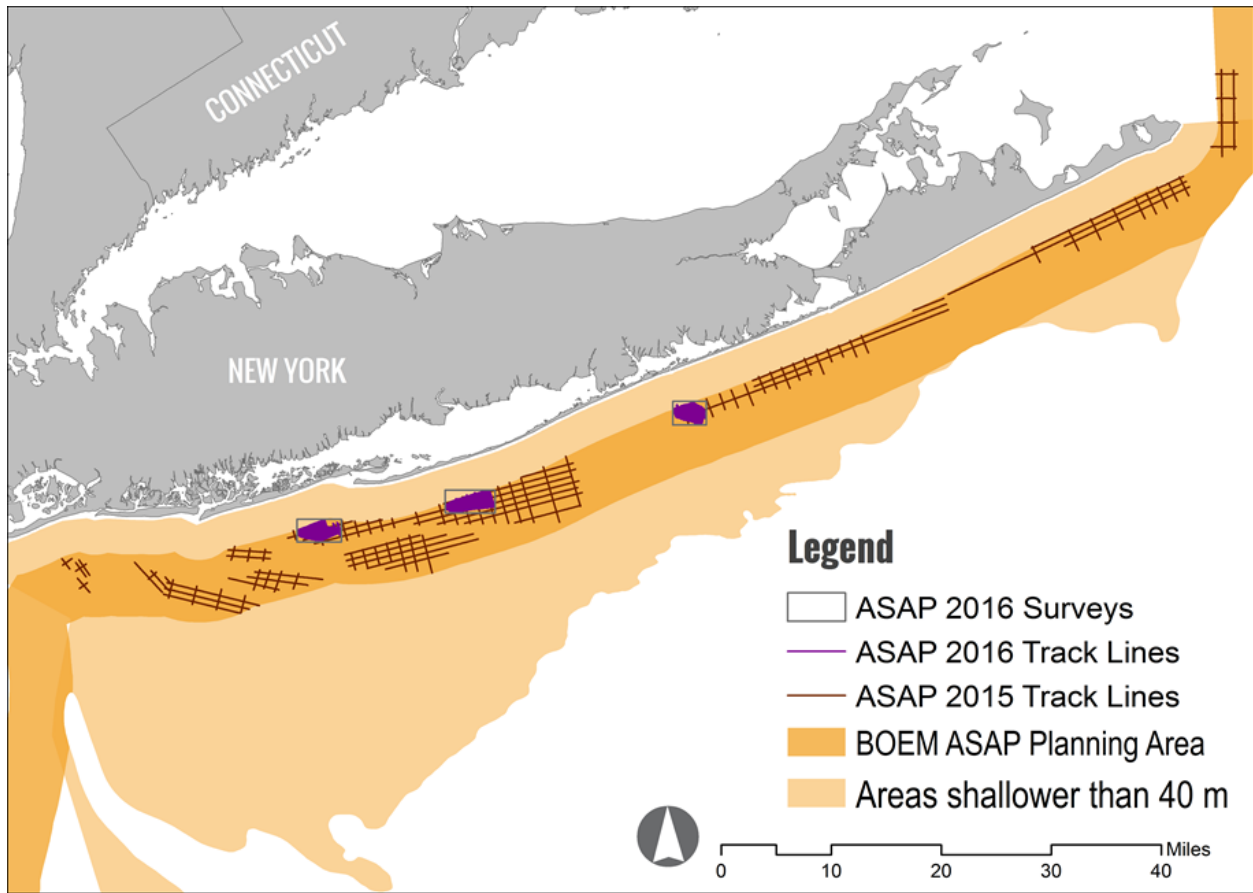 CONNECTICUT
NEW YORK
Legend
ASAP 2016 Surveys
ASAP 2016 Track Lines
ASAP 2015 Track Lines
BOEM ASAP Planning Area
Areas shallower than 40 m
Miles
0 10 20 30 40